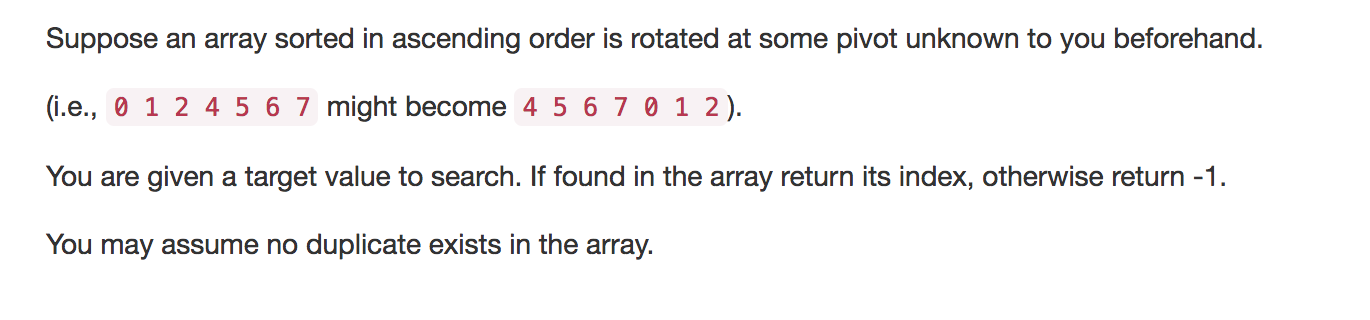 Suppose an array sorted in ascending order is rotated at some pivot unknown to you beforehand.
(i.e., 0 1 2 4 5 6 7 might become 4 5 6 7 0 1 2).
You are given a target value to search. If found in the array return its index, otherwise return -1.
You may assume no duplicate exists in the array.